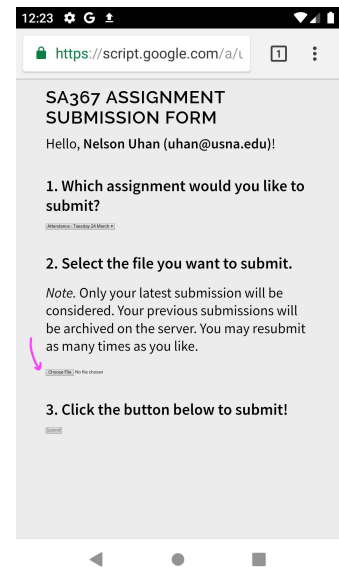 12:23 G
https://script.google.com/a/u 1
SA367 ASSIGNMENT
SUBMISSION FORM
Hello, Nelson Uhan (uhan@usna.edu)!
1. Which assignment would you like to
submit?
Attendance - Tuesday 24 March
2. Select the file you want to submit.
Note. Only your latest submission will be
considered. Your previous submissions will
be archived on the server. You may resubmit
as many times as you like.
Choose File No file chosen
3. Click the button below to submit!
Submit